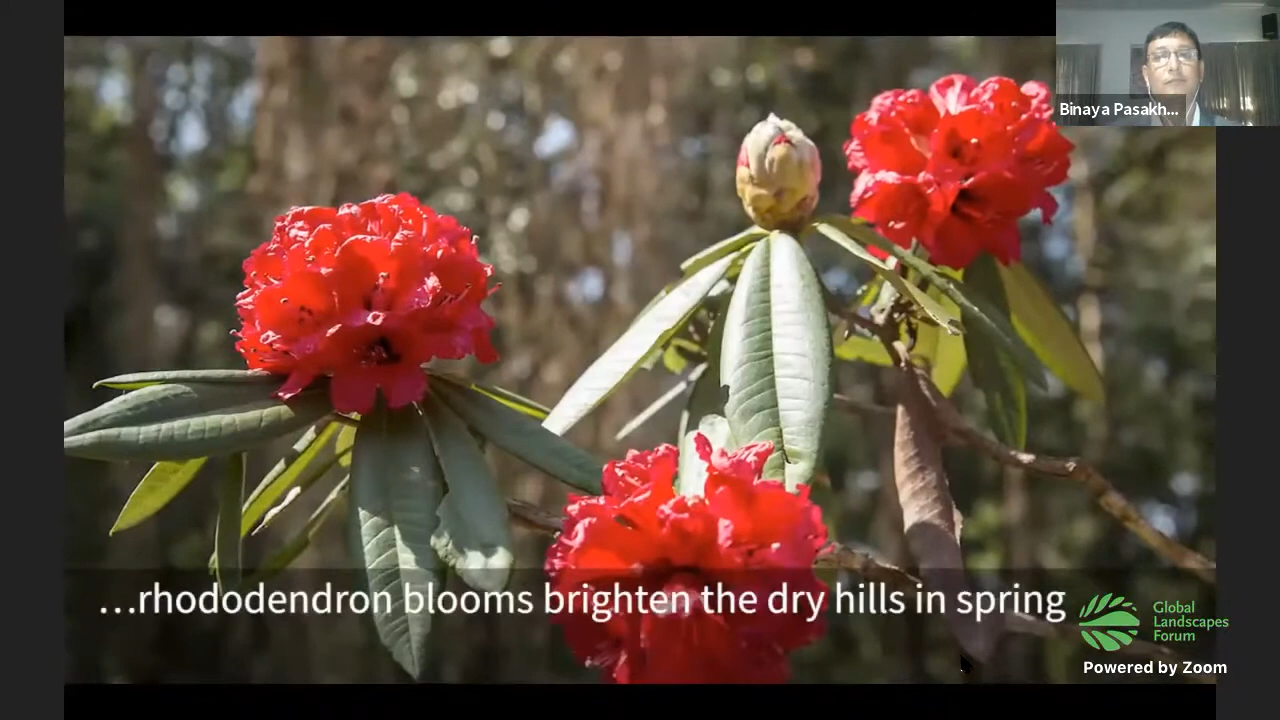 Binaya Pasakh...
...rhododendron blooms brighten the dry hills in spring
Global
Landscapes
Forum
Powered by Zoom